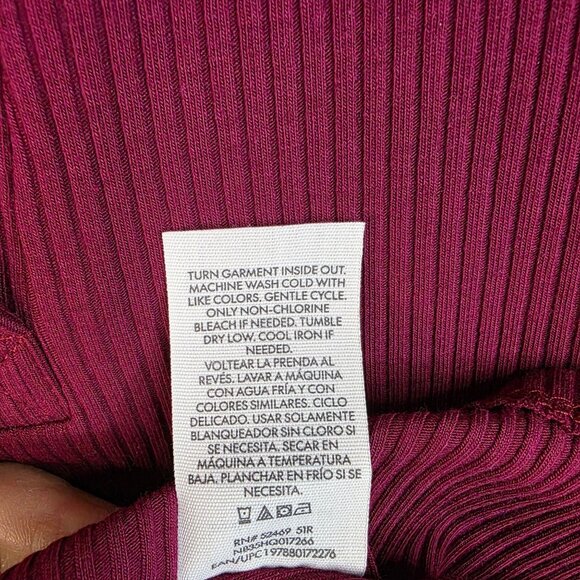 TURN GARMENT INSIDE OUT.
MACHINE WASH COLD WITH
LIKE COLORS. GENTLE CYCLE.
ONLY NON-CHLORINE
BLEACH IF NEEDED. TUMBLE
DRY LOW. COOL IRON IF
NEEDED.
VOLTEAR LA PRENDA AL
REVÉS. LAVAR A MÁQUINA
CON AGUA FRÍA Y CON
COLORES SIMILARES. CICLO
DELICADO. USAR SOLAMENTE
BLANQUEADOR SIN CLORO SI
SE NECESITA. SECAR EN
MÁQUINA A TEMPERATURA
BAJA. PLANCHAR EN FRÍO SI SE
NECESITA.
RN# 52469 51R
NB35HQ017266
EAN/UPC197880172276